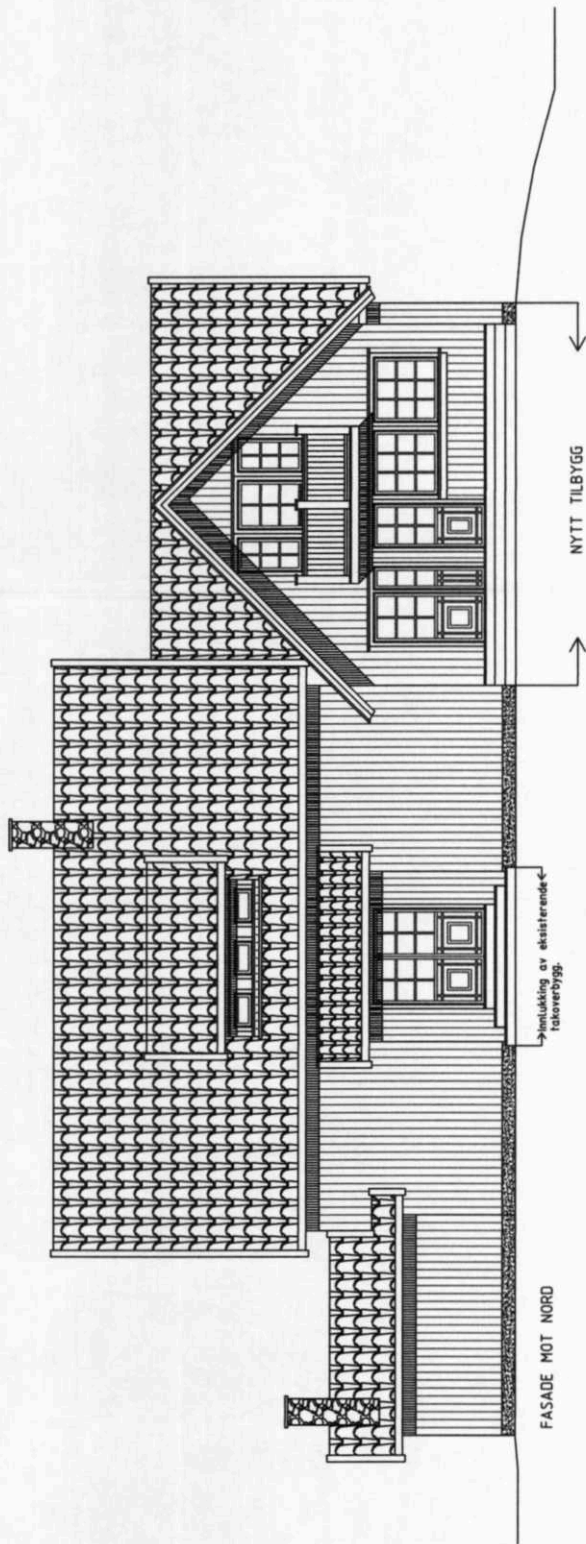 FASADE MOT NORD
innlukking av eksisterende
takoverbygg.
NYTT TILBYGG